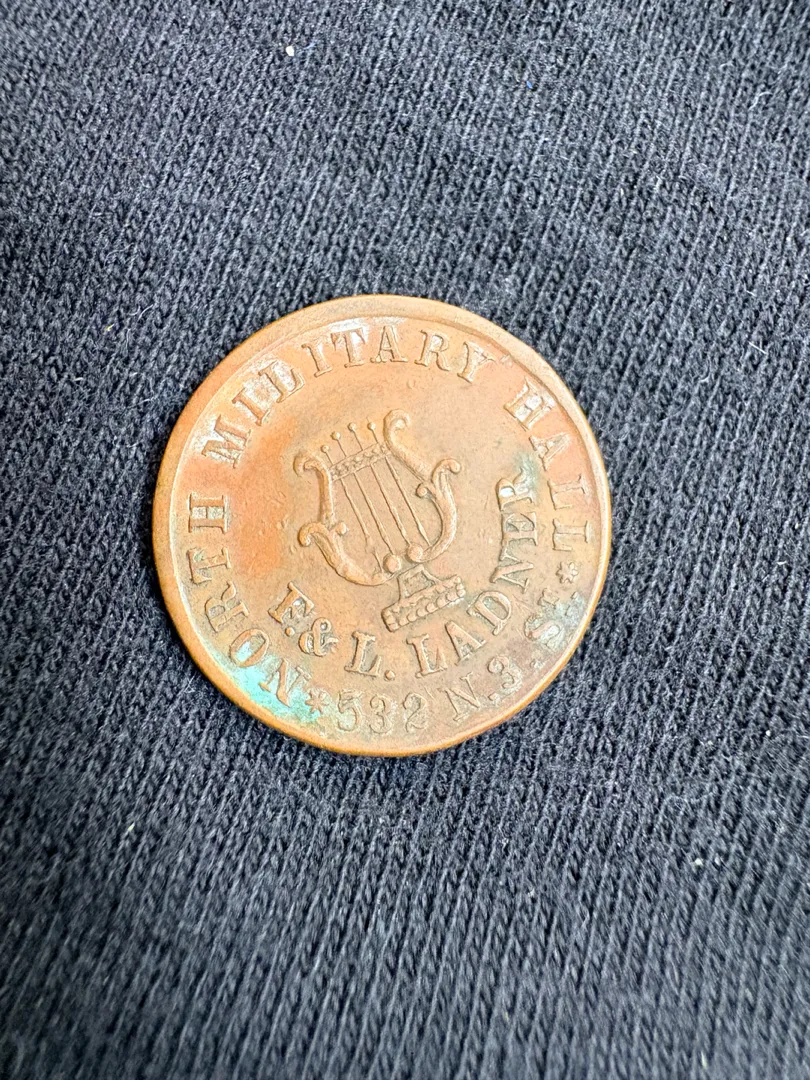 NORTH MILITARY HALL
F. & L. LADNER
* 532 N. 3. St. *